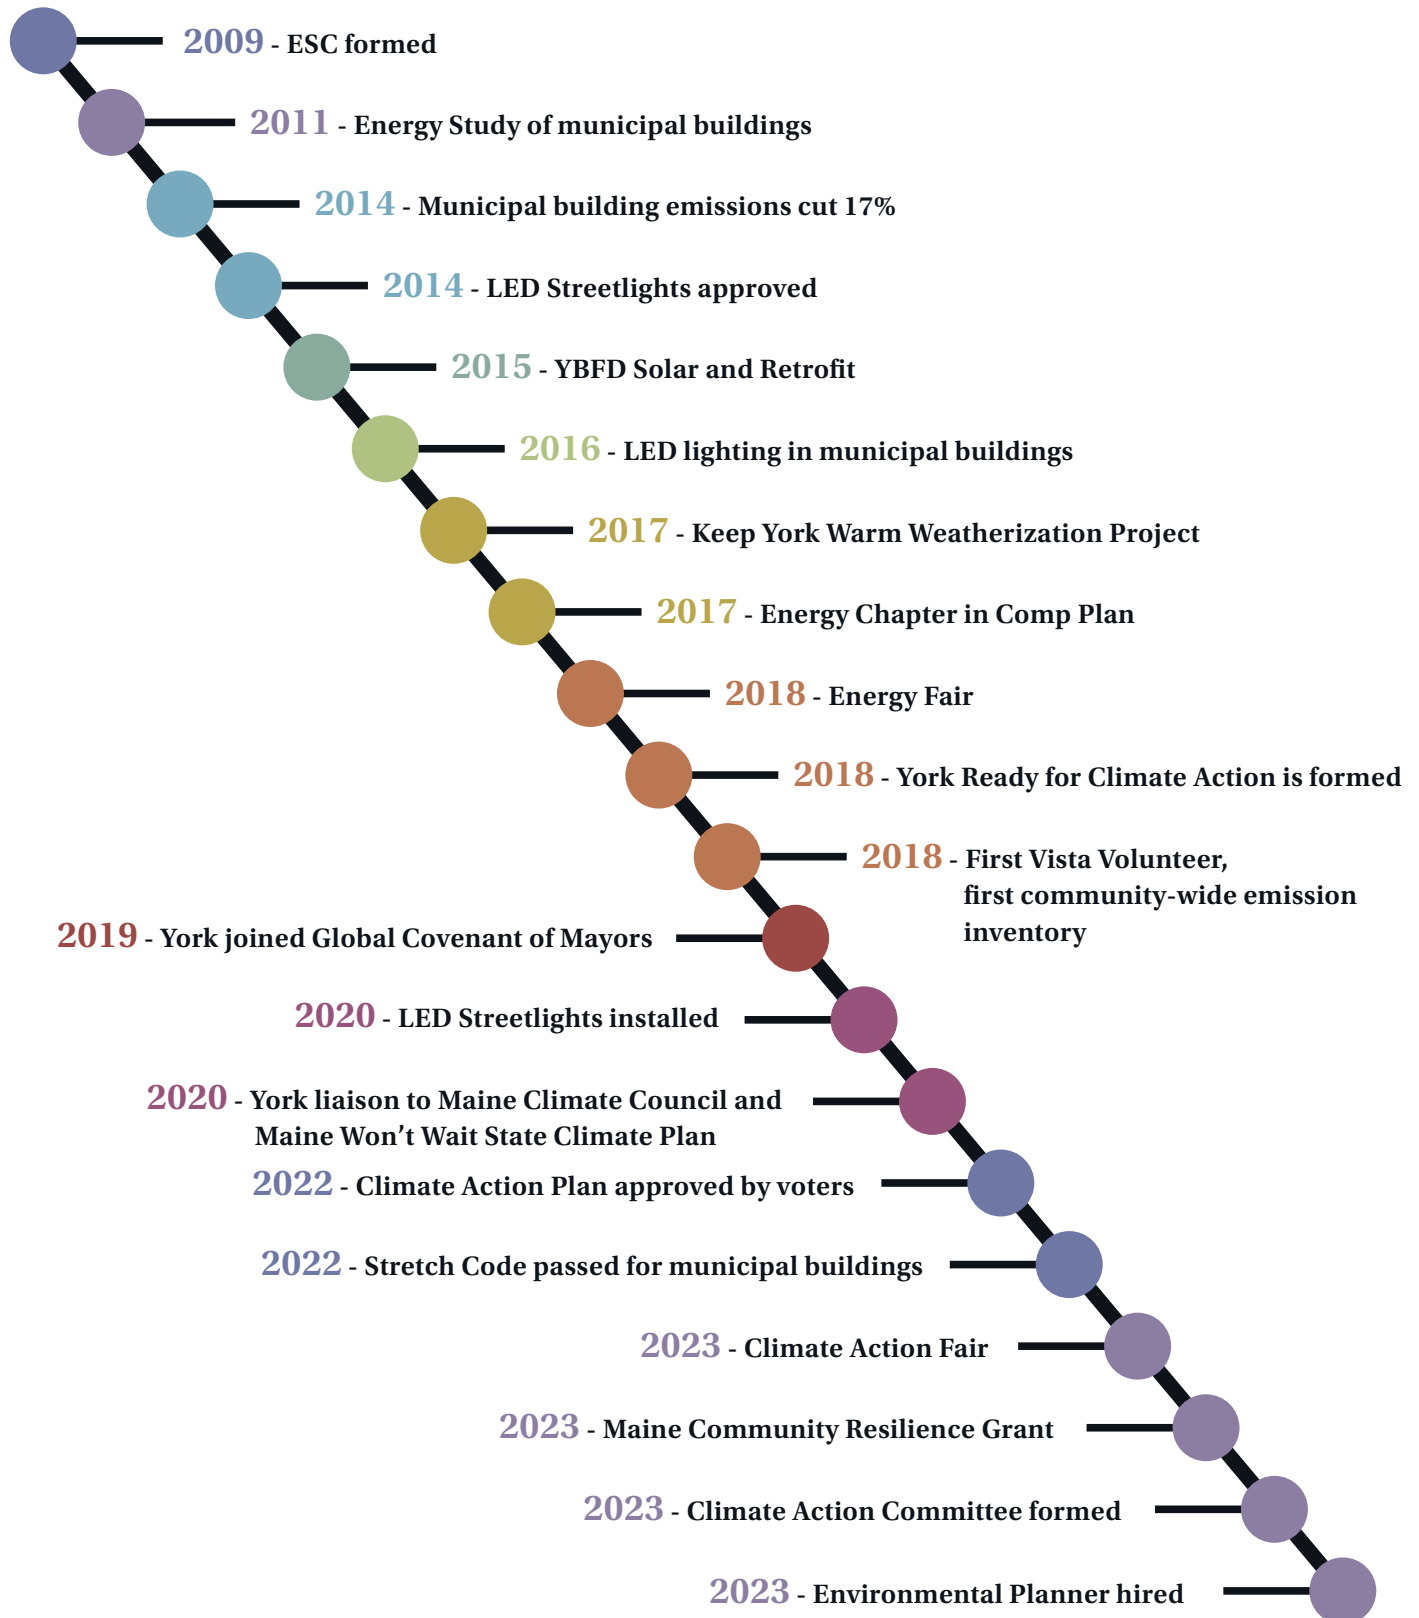 2009 - ESC formed
2011 - Energy Study of municipal buildings
2014 - Municipal building emissions cut 17%
2014 - LED Streetlights approved
2015 - YBFD Solar and Retrofit
2016 - LED lighting in municipal buildings
2017 - Keep York Warm Weatherization Project
2017 - Energy Chapter in Comp Plan
2018 - Energy Fair
2018 - York Ready for Climate Action is formed
2018 - First Vista Volunteer,
first community-wide emission
inventory
2019 - York joined Global Covenant of Mayors
2020 - LED Streetlights installed
2020 - York liaison to Maine Climate Council and
Maine Won’t Wait State Climate Plan
2022 - Climate Action Plan approved by voters
2022 - Stretch Code passed for municipal buildings
2023 - Climate Action Fair
2023 - Maine Community Resilience Grant
2023 - Climate Action Committee formed
2023 - Environmental Planner hired